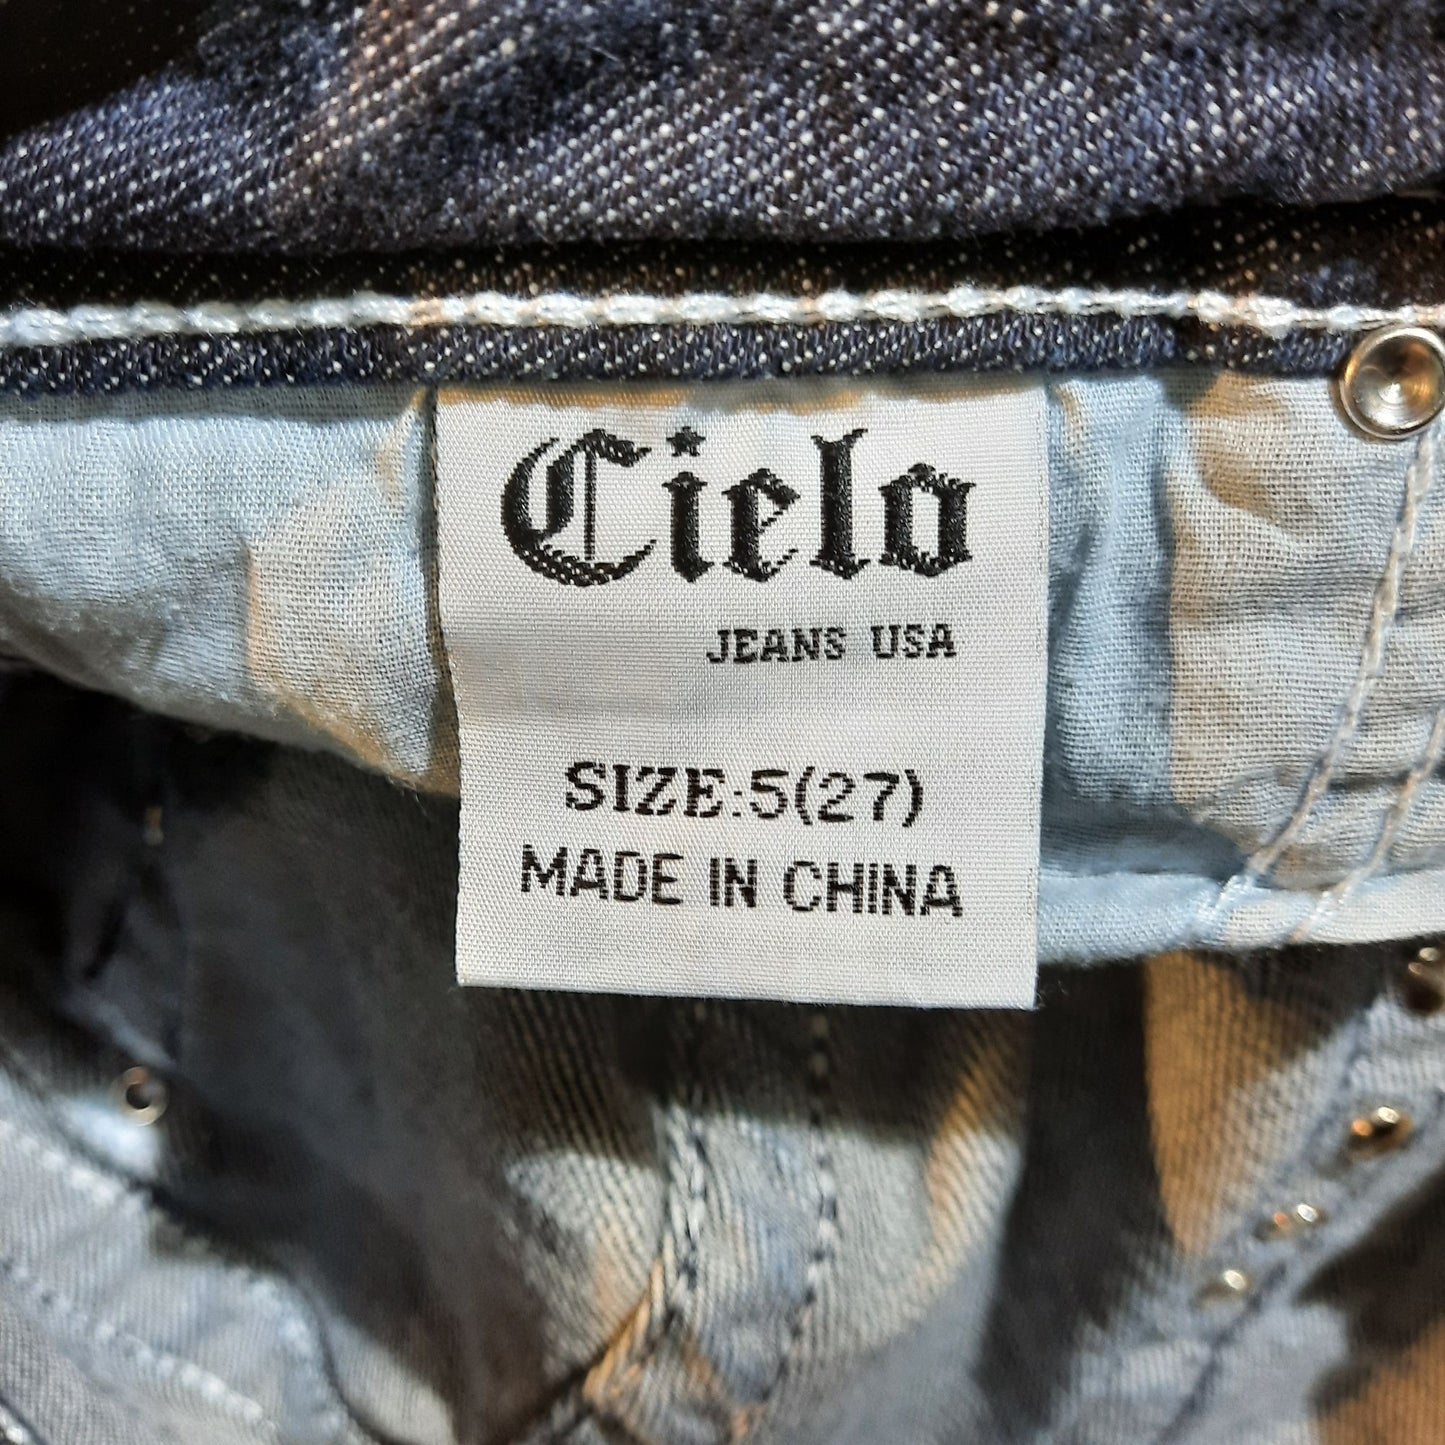 Cielo
JEANS USA
SIZE:5(27)
MADE IN CHINA